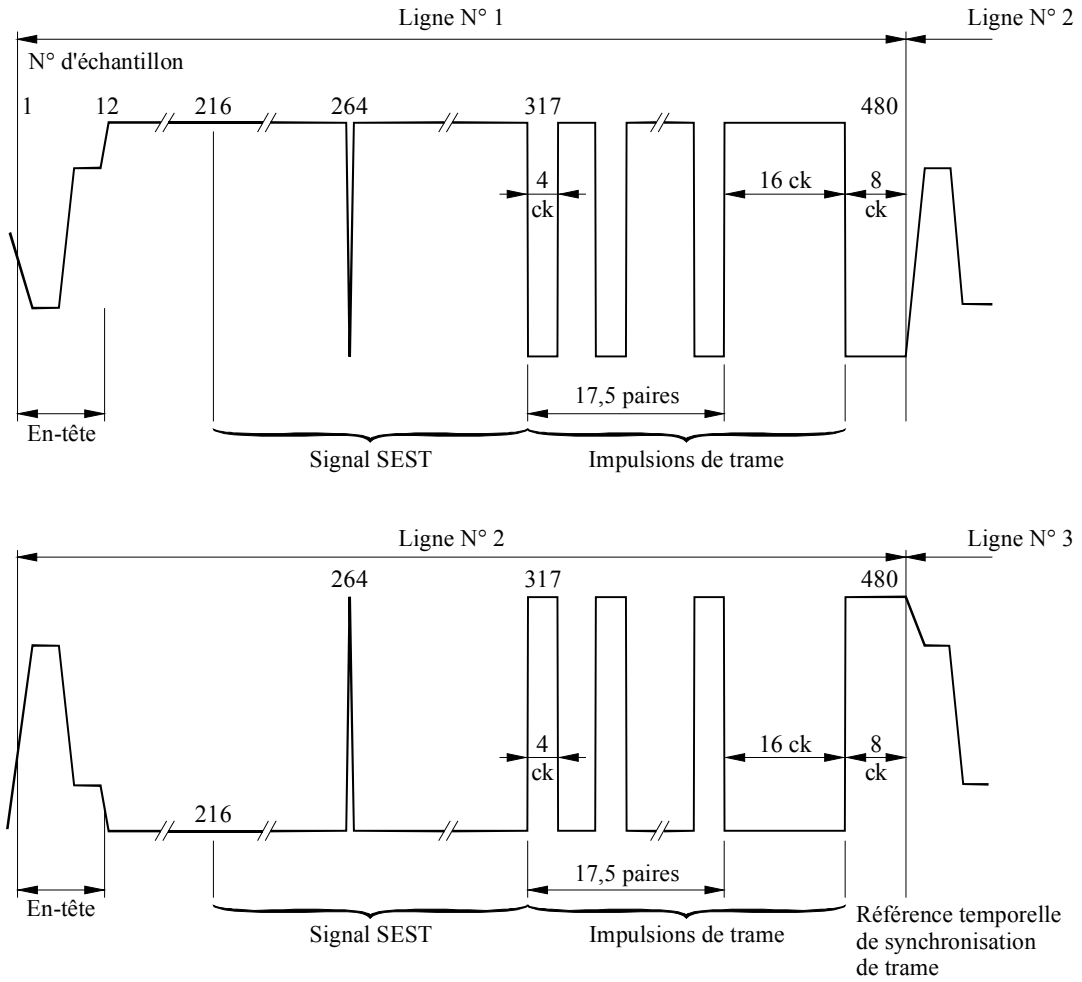 Ligne N° 1
Ligne N° 2
N° d'échantillon
1
12
216
264
317
480
4
ck
16 ck
8
ck
17,5 paires
En-tête
Signal SEST
Impulsions de trame
Ligne N° 2
Ligne N° 3
264
317
480
4
ck
16 ck
8
ck
216
17,5 paires
En-tête
Signal SEST
Impulsions de trame
Référence temporelle
de synchronisation
de trame